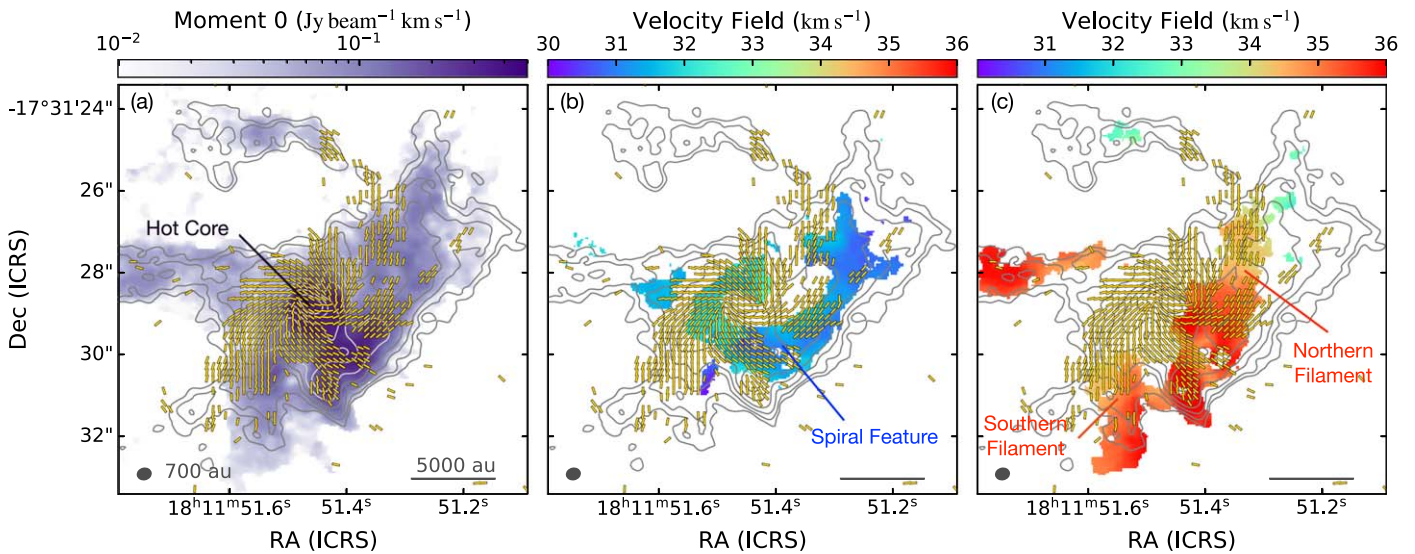 Moment 0 (Jy beam⁻¹ km s⁻¹)
10⁻²
10⁻¹
Velocity Field (km s⁻¹)
30 31 32 33 34 35 36
Velocity Field (km s⁻¹)
31 32 33 34 35 36
(a)
(b)
(c)
-17°31'24"
26"
28"
30"
32"
Dec (ICRS)
Hot Core
Spiral Feature
Northern
Filament
Southern
Filament
700 au
5000 au
18ʰ11ᵐ51.6ˢ 51.4ˢ 51.2ˢ
18ʰ11ᵐ51.6ˢ 51.4ˢ 51.2ˢ
18ʰ11ᵐ51.6ˢ 51.4ˢ 51.2ˢ
RA (ICRS)
RA (ICRS)
RA (ICRS)